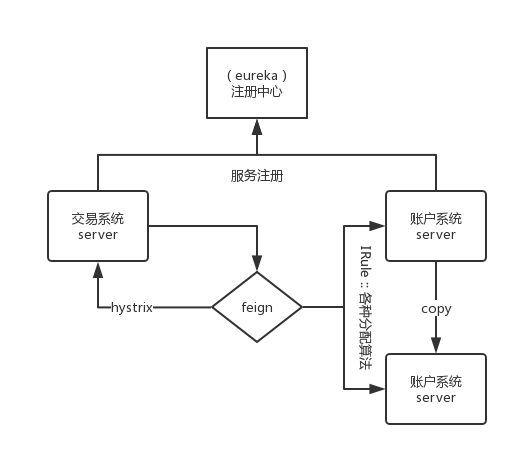 （eureka）
注册中心
服务注册
交易系统
server
账户系统
server
hystrix
feign
IRule：：各种分配算法
copy
账户系统
server